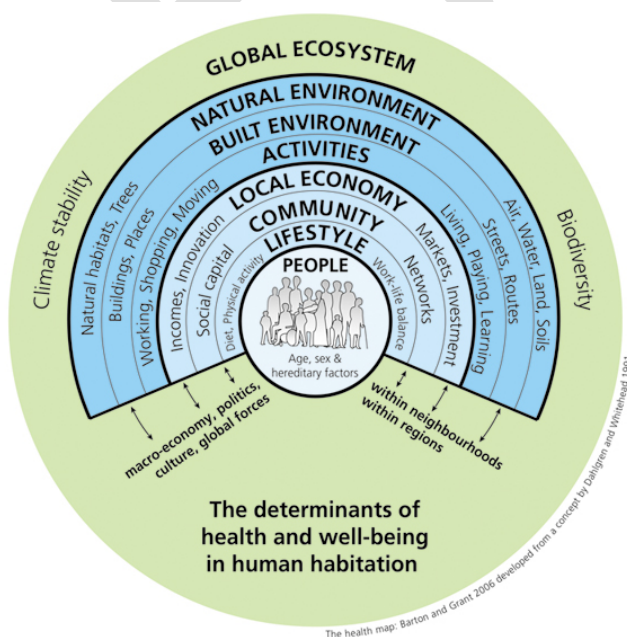 GLOBAL ECOSYSTEM
NATURAL ENVIRONMENT
BUILT ENVIRONMENT
ACTIVITIES
LOCAL ECONOMY
COMMUNITY
LIFESTYLE
PEOPLE
Age, sex &
hereditary factors
Climate stability
Natural habitats, Trees
Buildings, Places
Working, Shopping, Moving
Incomes, Innovation
Social capital
Diet, Physical activity
Work-life balance
Networks
Markets, Investment
Living, Playing, Learning
Streets, Routes
Air, Water, Land, Soils
Biodiversity
macro-economy, politics,
culture, global forces
within neighbourhoods
within regions
The determinants of
health and well-being
in human habitation
The health map: Barton and Grant 2006 developed from a concept by Dahlgren and Whitehead 1991